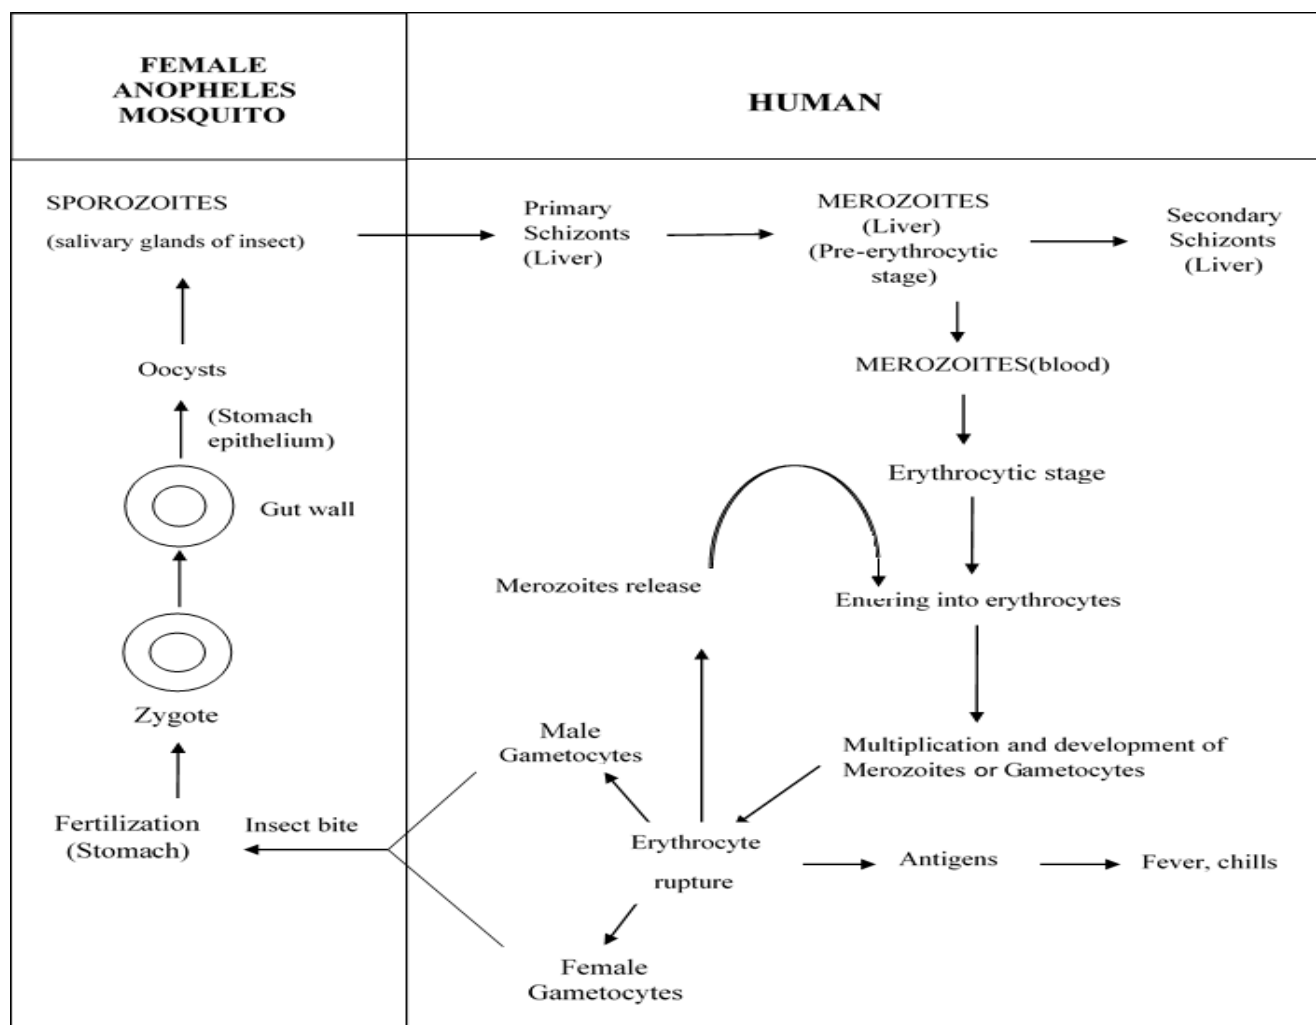 FEMALE
ANOPHELES
MOSQUITO
HUMAN
SPOROZOITES
(salivary glands of insect)
Primary
Schizonts
(Liver)
MEROZOITES
(Liver)
(Pre-erythrocytic
stage)
Secondary
Schizonts
(Liver)
Oocysts
(Stomach
epithelium)
Gut wall
Zygote
Fertilization
(Stomach)
Insect bite
MEROZOITES(blood)
Erythrocytic stage
Merozoites release
Entering into erythrocytes
Multiplication and development of
Merozoites or Gametocytes
Male
Gametocytes
Erythrocyte
rupture
Antigens
Fever, chills
Female
Gametocytes